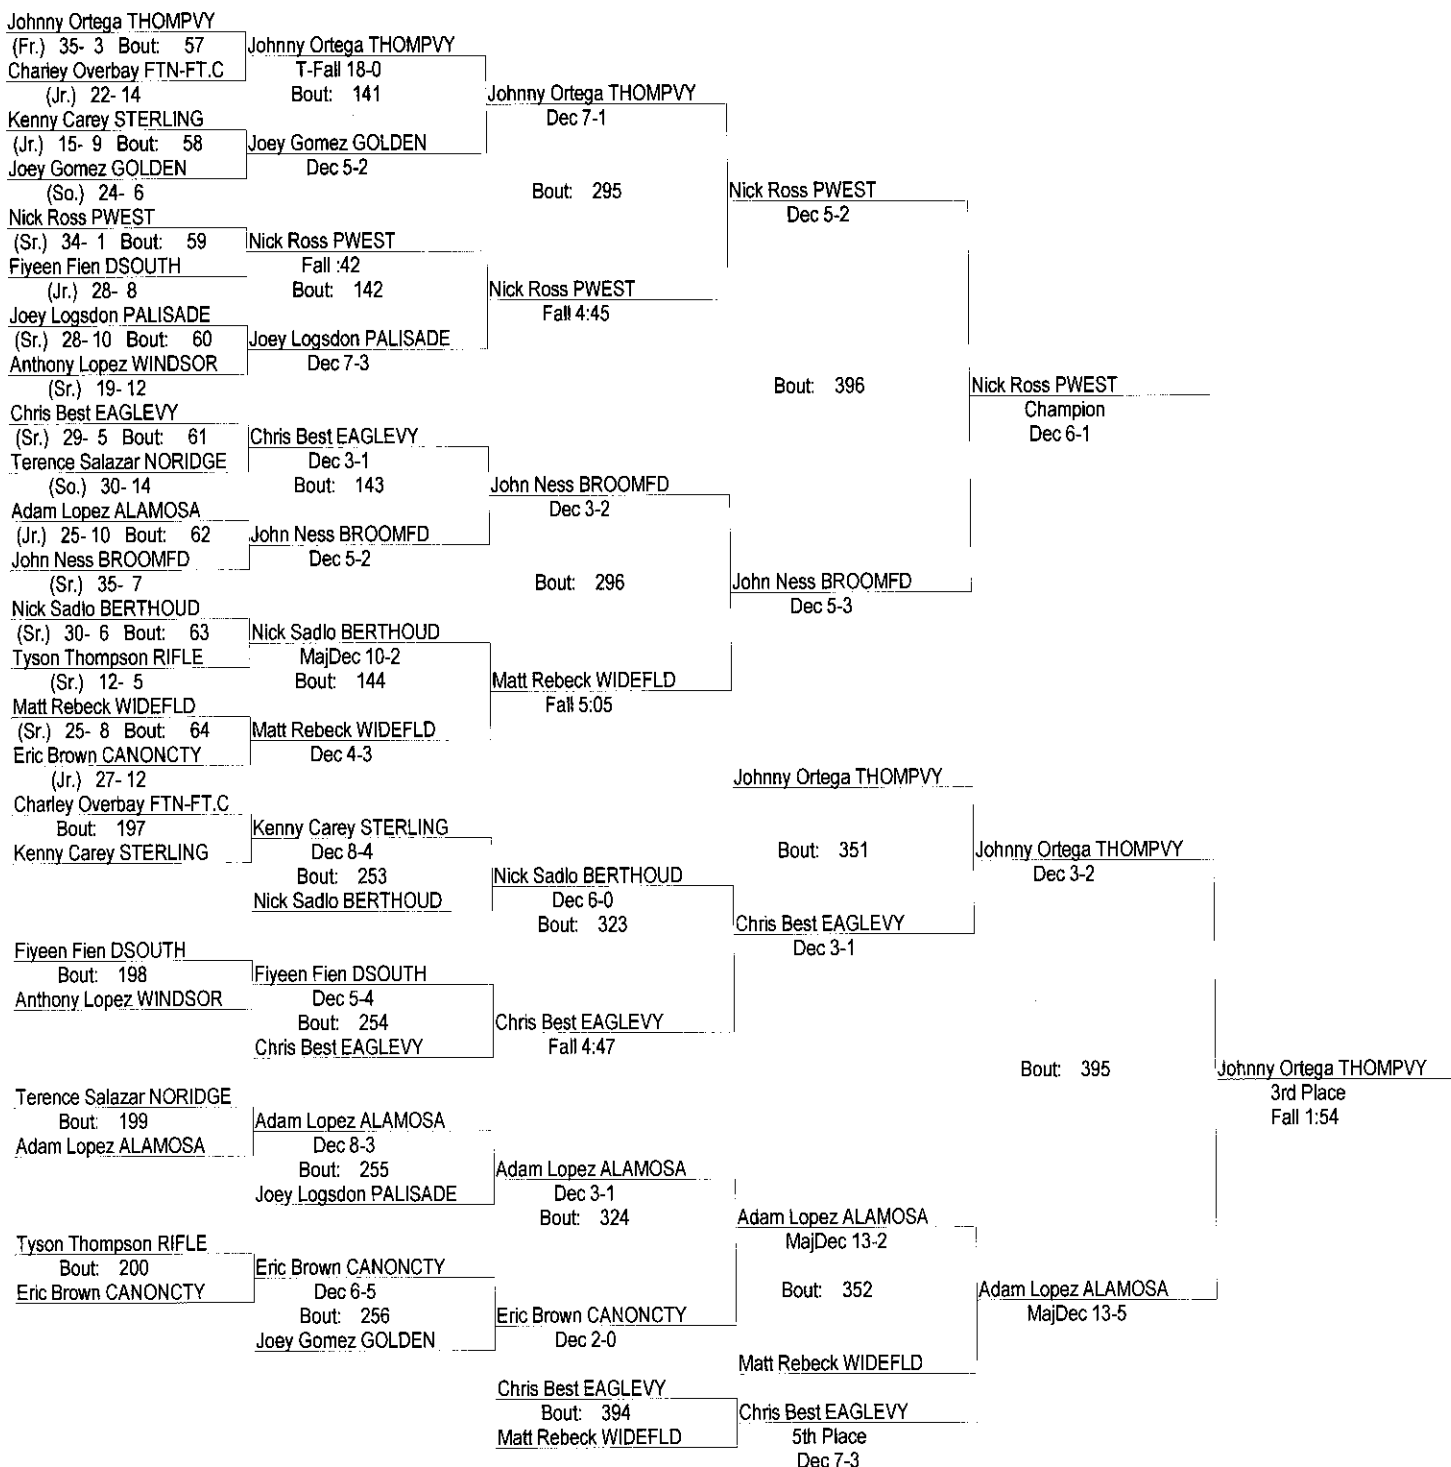 Johnny Ortega THOMPVY
(Fr.) 35- 3 Bout: 57
Charley Overbay FTN-FT.C
(Jr.) 22- 14
Kenny Carey STERLING
(Jr.) 15- 9 Bout: 58
Joey Gomez GOLDEN
(So.) 24- 6
Nick Ross PWEST
(Sr.) 34- 1 Bout: 59
Fiyeen Fien DSOUTH
(Jr.) 28- 8
Joey Logsdon PALISADE
(Sr.) 28- 10 Bout: 60
Anthony Lopez WINDSOR
(Sr.) 19- 12
Chris Best EAGLEVY
(Sr.) 29- 5 Bout: 61
Terence Salazar NORIDGE
(So.) 30- 14
Adam Lopez ALAMOSA
(Jr.) 25- 10 Bout: 62
John Ness BROOMFD
(Sr.) 35- 7
Nick Sadlo BERTHOUD
(Sr.) 30- 6 Bout: 63
Tyson Thompson RIFLE
(Sr.) 12- 5
Matt Rebeck WIDEFLD
(Sr.) 25- 8 Bout: 64
Eric Brown CANONCTY
(Jr.) 27- 12
Johnny Ortega THOMPVY
T-Fall 18-0
Bout: 141
Joey Gomez GOLDEN
Dec 5-2
Nick Ross PWEST
Fall :42
Bout: 142
Joey Logsdon PALISADE
Dec 7-3
Chris Best EAGLEVY
Dec 3-1
Bout: 143
John Ness BROOMFD
Dec 5-2
Nick Sadlo BERTHOUD
MajDec 10-2
Bout: 144
Matt Rebeck WIDEFLD
Dec 4-3
Johnny Ortega THOMPVY
Dec 7-1
Bout: 295
Nick Ross PWEST
Fall 4:45
John Ness BROOMFD
Dec 3-2
Bout: 296
Matt Rebeck WIDEFLD
Fall 5:05
Nick Ross PWEST
Dec 5-2
Bout: 396
John Ness BROOMFD
Dec 5-3
Nick Ross PWEST
Champion
Dec 6-1
Charley Overbay FTN-FT.C
Bout: 197
Kenny Carey STERLING
Fiyeen Fien DSOUTH
Bout: 198
Anthony Lopez WINDSOR
Terence Salazar NORIDGE
Bout: 199
Adam Lopez ALAMOSA
Tyson Thompson RIFLE
Bout: 200
Eric Brown CANONCTY
Kenny Carey STERLING
Dec 8-4
Bout: 253
Nick Sadlo BERTHOUD
Fiyeen Fien DSOUTH
Dec 5-4
Bout: 254
Chris Best EAGLEVY
Adam Lopez ALAMOSA
Dec 8-3
Bout: 255
Joey Logsdon PALISADE
Eric Brown CANONCTY
Dec 6-5
Bout: 256
Joey Gomez GOLDEN
Nick Sadlo BERTHOUD
Dec 6-0
Bout: 323
Chris Best EAGLEVY
Fall 4:47
Adam Lopez ALAMOSA
Dec 3-1
Bout: 324
Eric Brown CANONCTY
Dec 2-0
Johnny Ortega THOMPVY
Bout: 351
Chris Best EAGLEVY
Dec 3-1
Adam Lopez ALAMOSA
MajDec 13-2
Bout: 352
Matt Rebeck WIDEFLD
Johnny Ortega THOMPVY
Dec 3-2
Bout: 395
Adam Lopez ALAMOSA
MajDec 13-5
Johnny Ortega THOMPVY
3rd Place
Fall 1:54
Chris Best EAGLEVY
Bout: 394
Matt Rebeck WIDEFLD
Chris Best EAGLEVY
5th Place
Dec 7-3